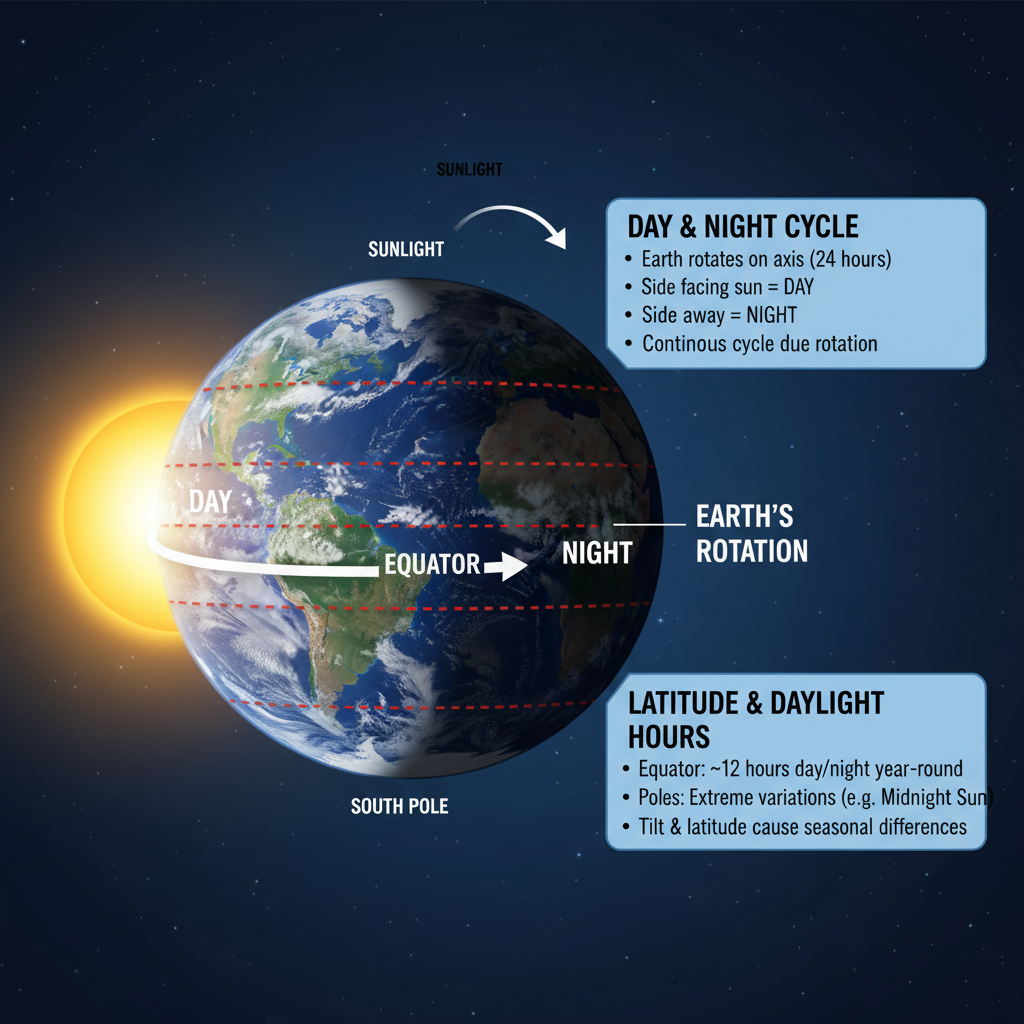 SUNLIGHT
SUNLIGHT
DAY & NIGHT CYCLE
• Earth rotates on axis (24 hours)
• Side facing sun = DAY
• Side away = NIGHT
• Continous cycle due rotation
DAY
EQUATOR
NIGHT
EARTH'S
ROTATION
LATITUDE & DAYLIGHT
HOURS
• Equator: ~12 hours day/night year-round
• Poles: Extreme variations (e.g. Midnight Sun)
• Tilt & latitude cause seasonal differences
SOUTH POLE